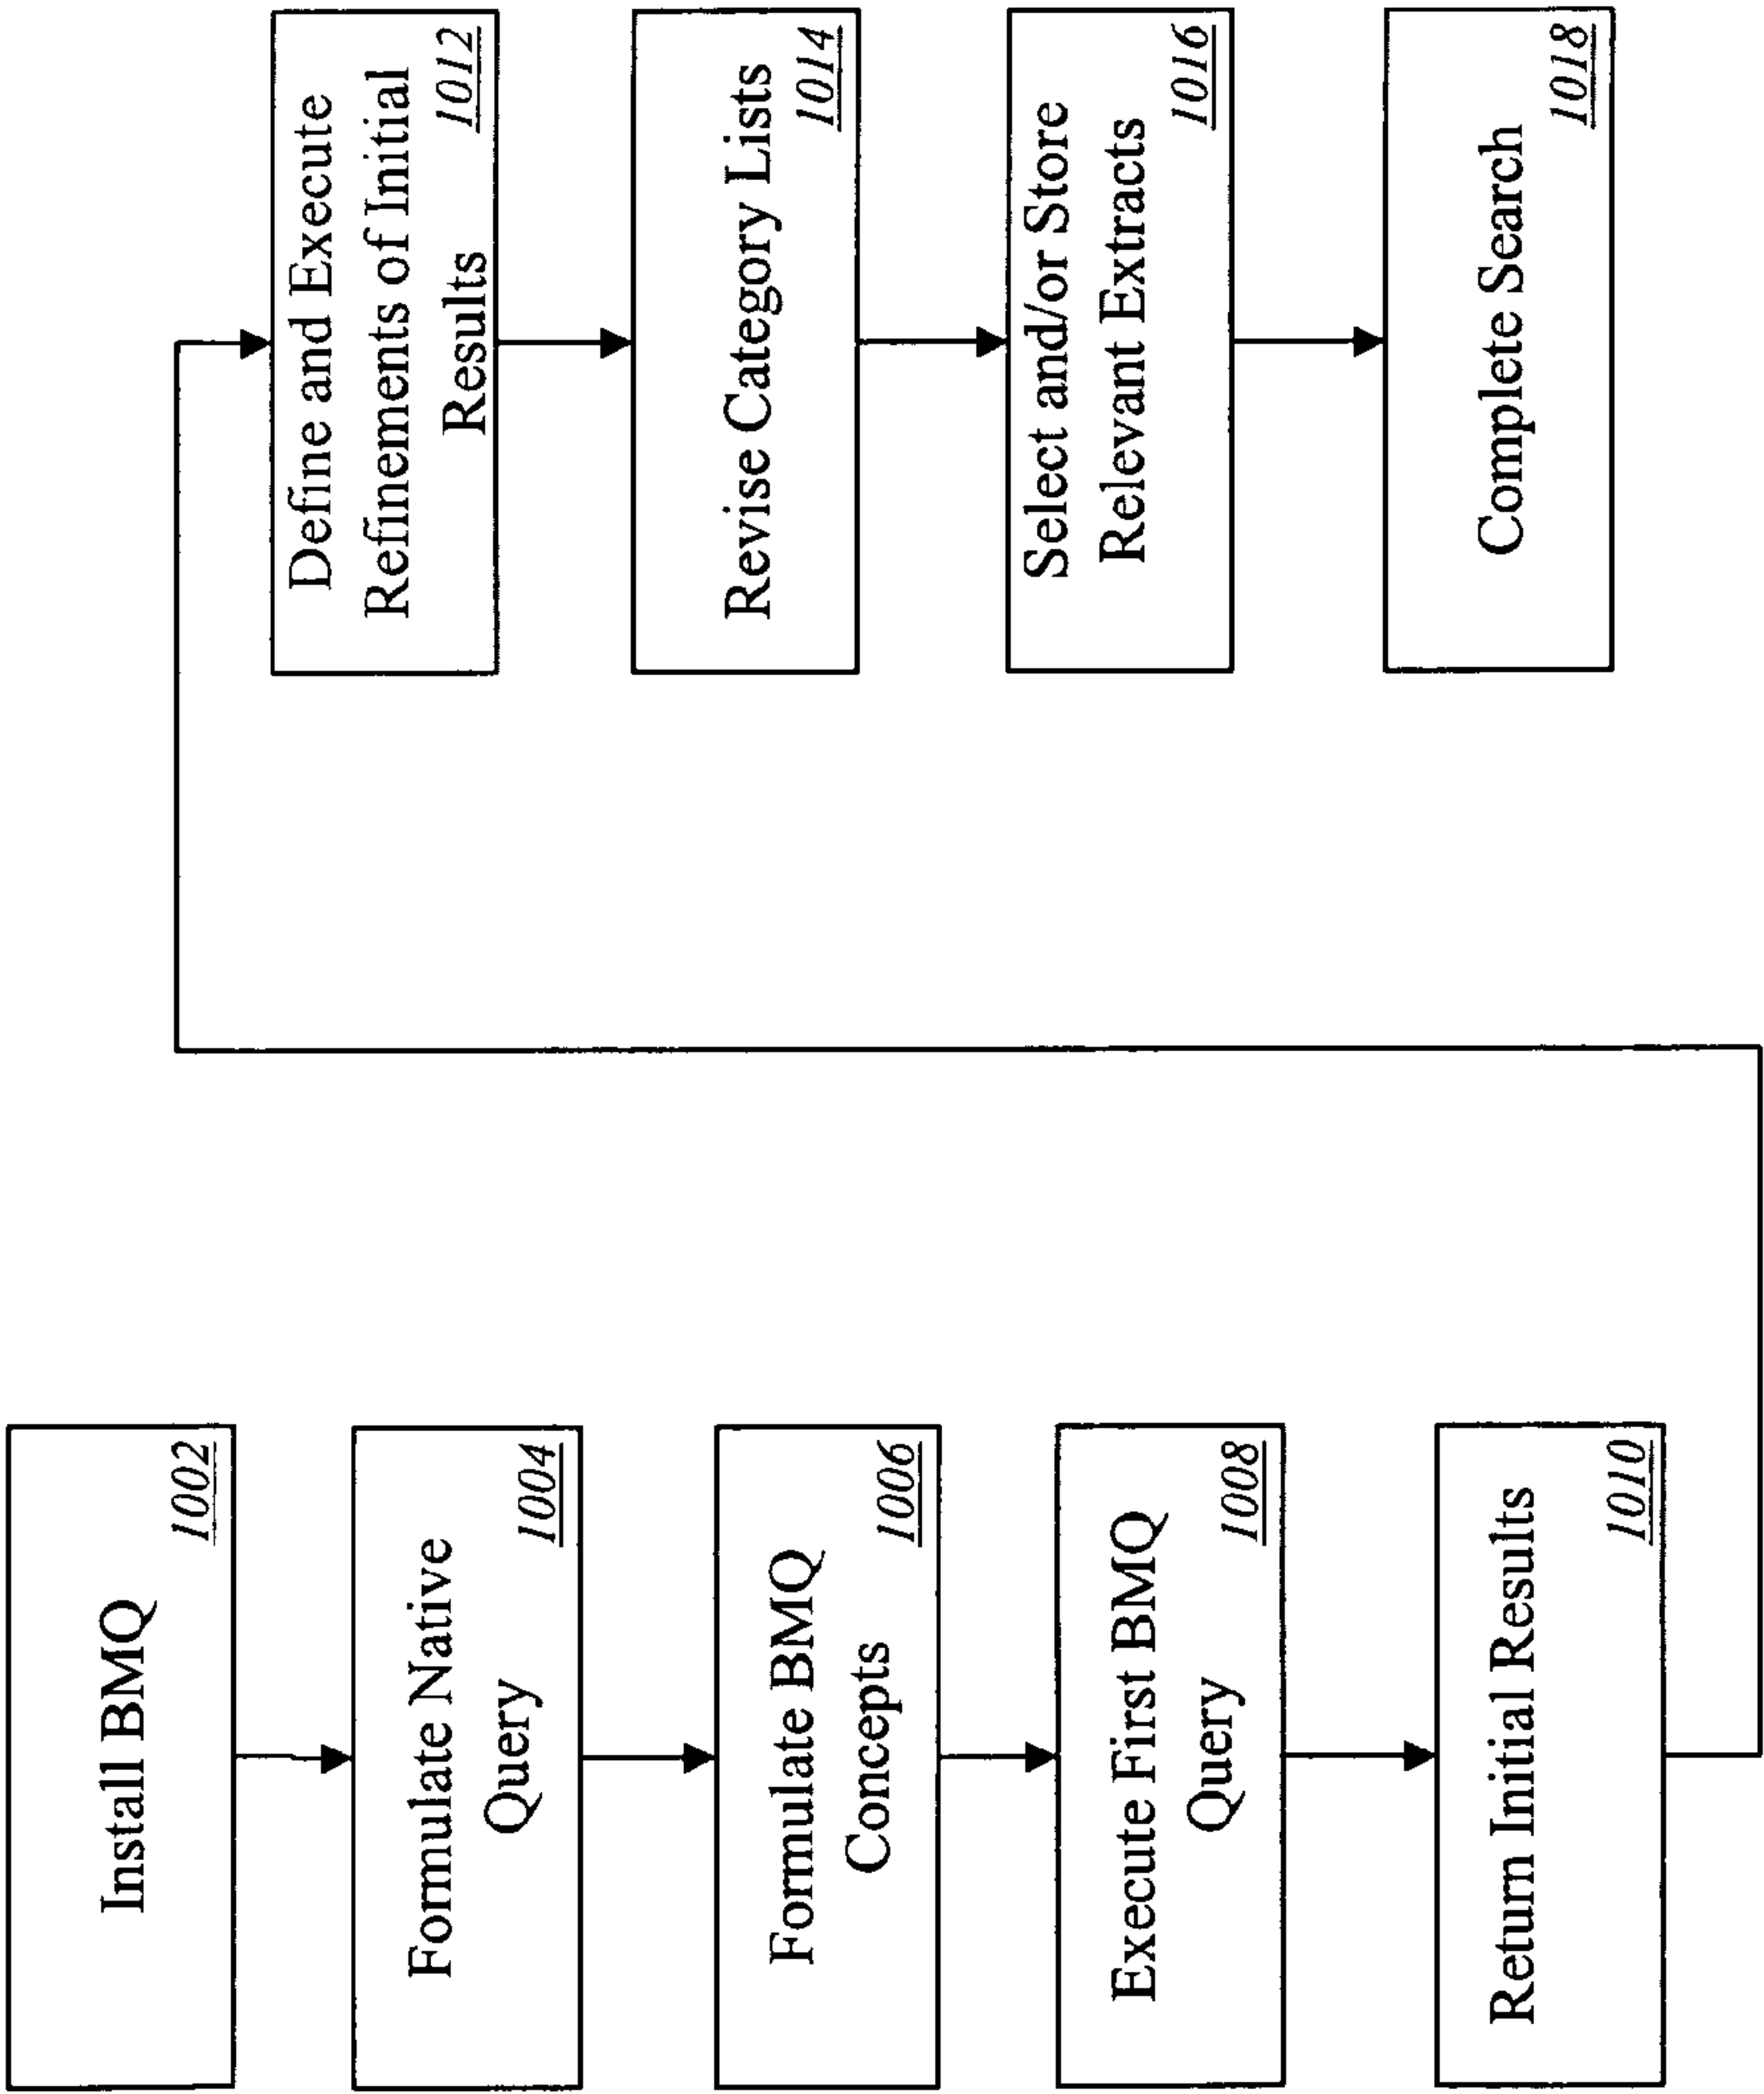 Install BMQ
1002
Formulate Native
Query
1004
Formulate BMQ
Concepts
1006
Execute First BMQ
Query
1008
Return Initial Results
1010
Define and Execute
Refinements of Initial
Results
1012
Revise Category Lists
1014
Select and/or Store
Relevant Extracts
1016
Complete Search
1018